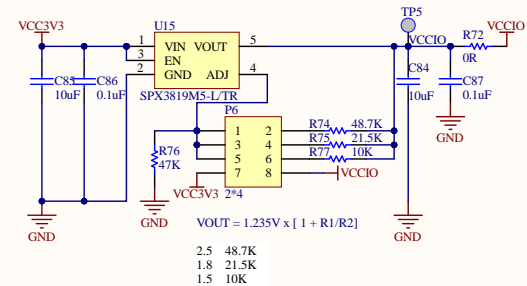 VCC3V3
U15
TP5
VCCIO
R72
0R
VCCIO
1 VIN VOUT 5
3 EN
2 GND ADJ 4
SPX3819M5-L/TR
C85
10uF
C86
0.1uF
C84
10uF
C87
0.1uF
GND
P6
R76
47K
1 2
3 4
5 6
7 8
2*4
R74 48.7K
R75 21.5K
R77 10K
VCCIO
VCC3V3
GND
GND
GND
VOUT = 1.235V x [ 1 + R1/R2]
2.5 48.7K
1.8 21.5K
1.5 10K